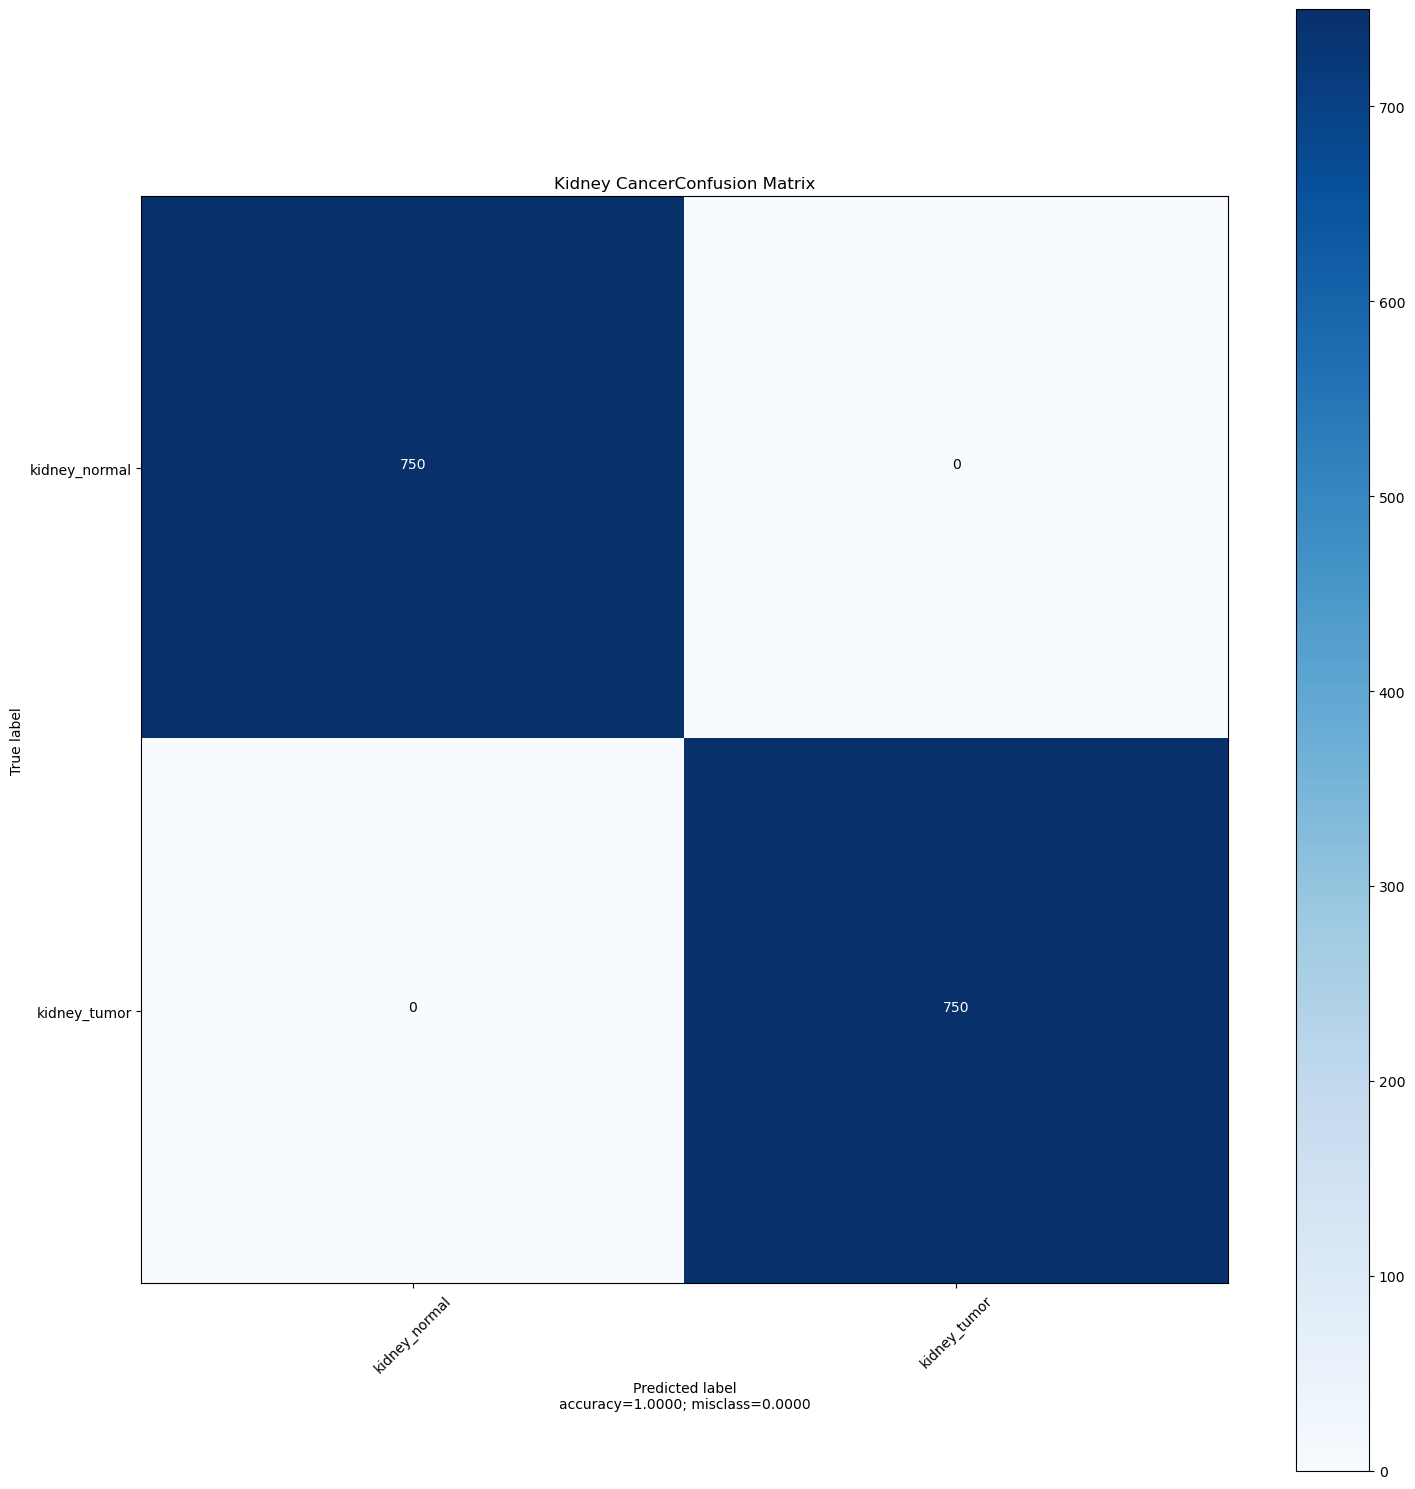 Kidney CancerConfusion Matrix
True label
kidney_normal
750
0
kidney_tumor
0
750
kidney_normal
kidney_tumor
Predicted label
accuracy=1.0000; misclass=0.0000
700
600
500
400
300
200
100
0